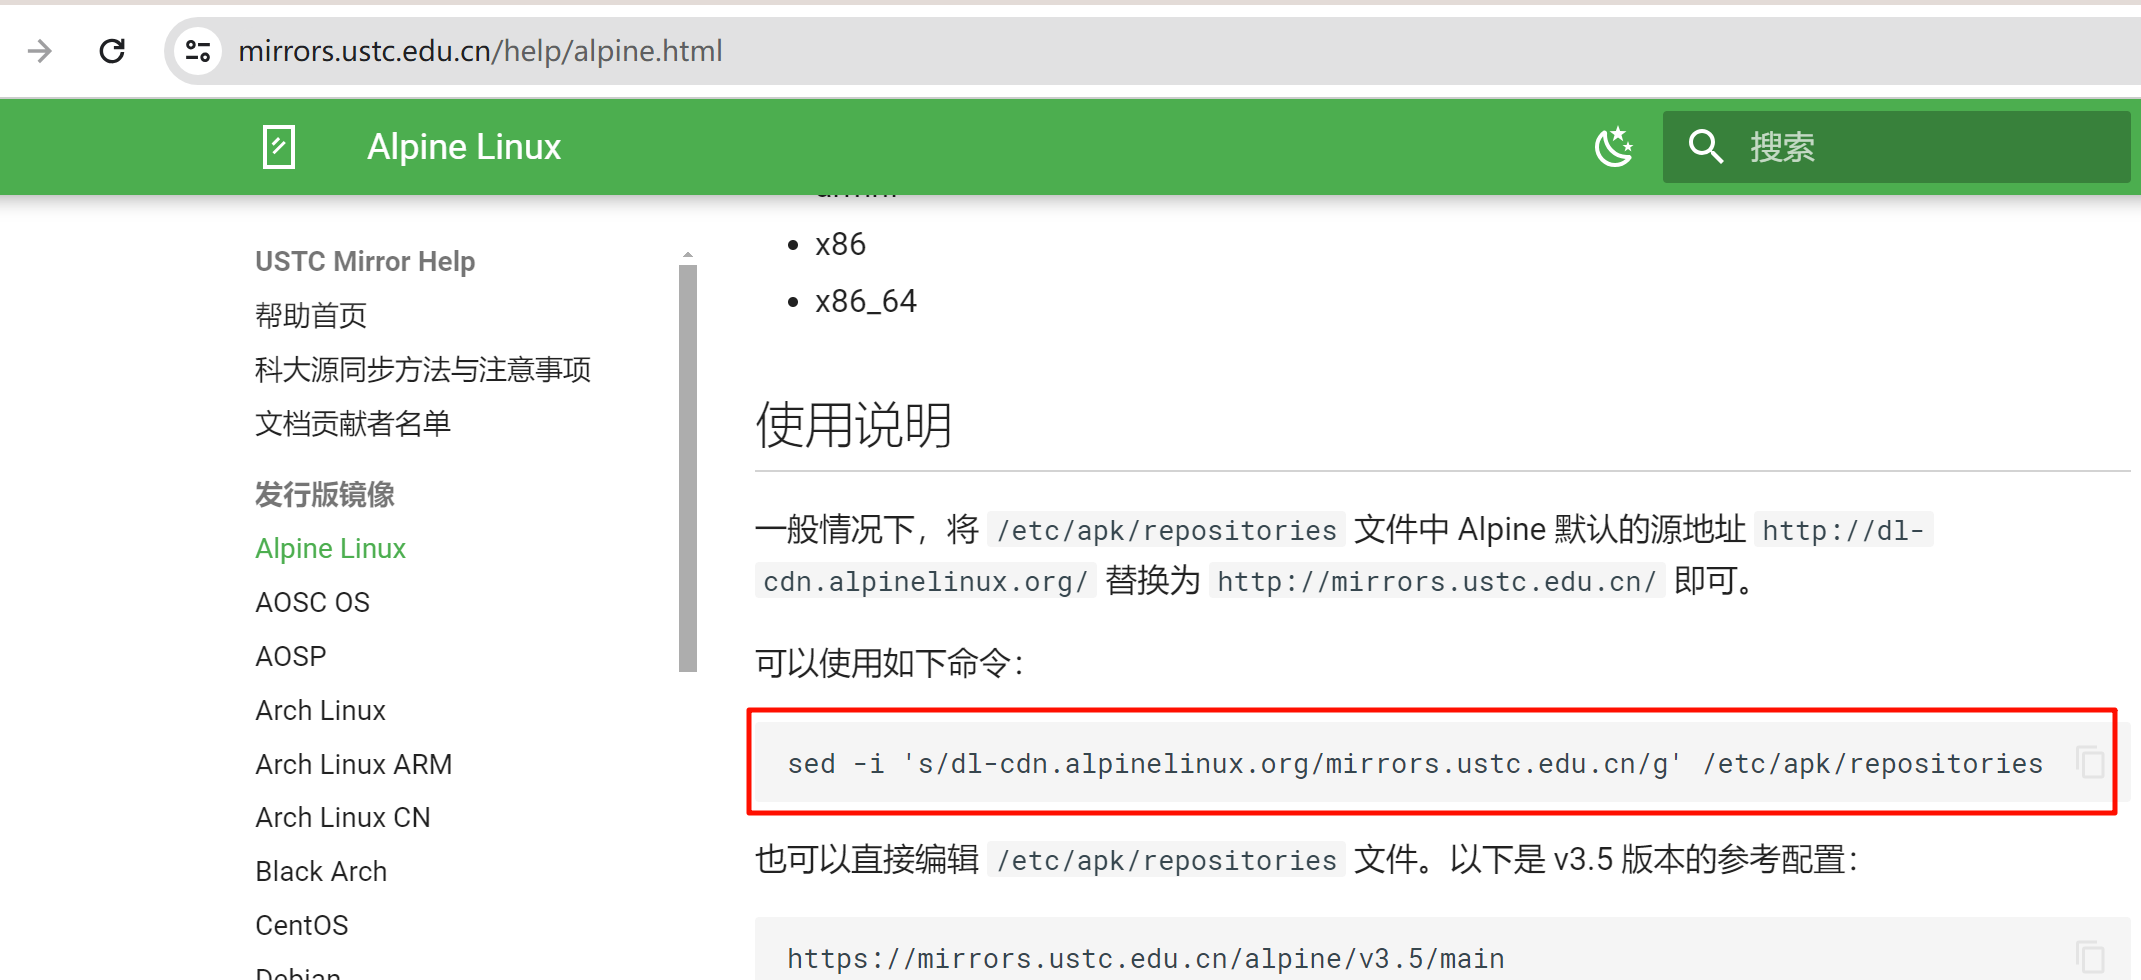 mirrors.ustc.edu.cn/help/alpine.html
Alpine Linux
搜索
USTC Mirror Help
帮助首页
科大源同步方法与注意事项
文档贡献者名单
发行版镜像
Alpine Linux
AOSC OS
AOSP
Arch Linux
Arch Linux ARM
Arch Linux CN
Black Arch
CentOS
Debian
x86
x86_64
使用说明
一般情况下，将 /etc/apk/repositories 文件中 Alpine 默认的源地址 http://dl-
cdn.alpinelinux.org/ 替换为 http://mirrors.ustc.edu.cn/ 即可。
可以使用如下命令：
sed -i 's/dl-cdn.alpinelinux.org/mirrors.ustc.edu.cn/g' /etc/apk/repositories
也可以直接编辑 /etc/apk/repositories 文件。以下是 v3.5 版本的参考配置：
https://mirrors.ustc.edu.cn/alpine/v3.5/main